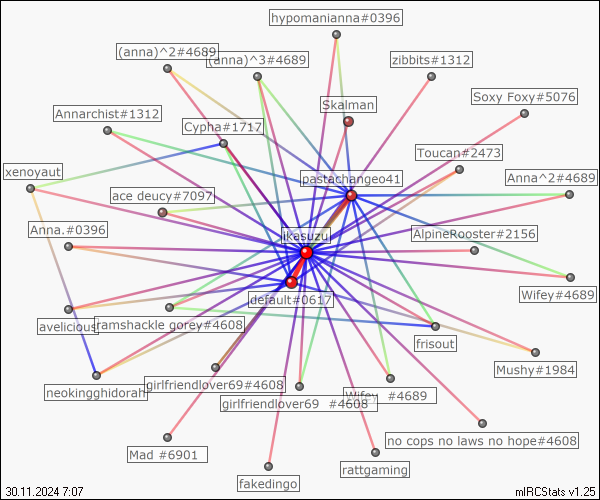 hypomanianna#0396
(anna)^2#4689
(anna)^3#4689
zibbits#1312
Soxy Foxy#5076
Annarchist#1312
Skalman
Cypha#1717
Toucan#2473
xenoyaut
pastachangeo41
Anna^2#4689
ace deucy#7097
Anna.#0396
likasuzu
AlpineRooster#2156
default#0617
Wifey#4689
avelicious
ramshackle gorey#4608
frisout
Mushy#1984
neokingghidorah
girlfriendlover69#4608
girlfriendlover69 #4608
Wifey #4689
no cops no laws no hope#4608
Mad #6901
rattgaming
fakedingo
30.11.2024 7:07
mIRCStats v1.25